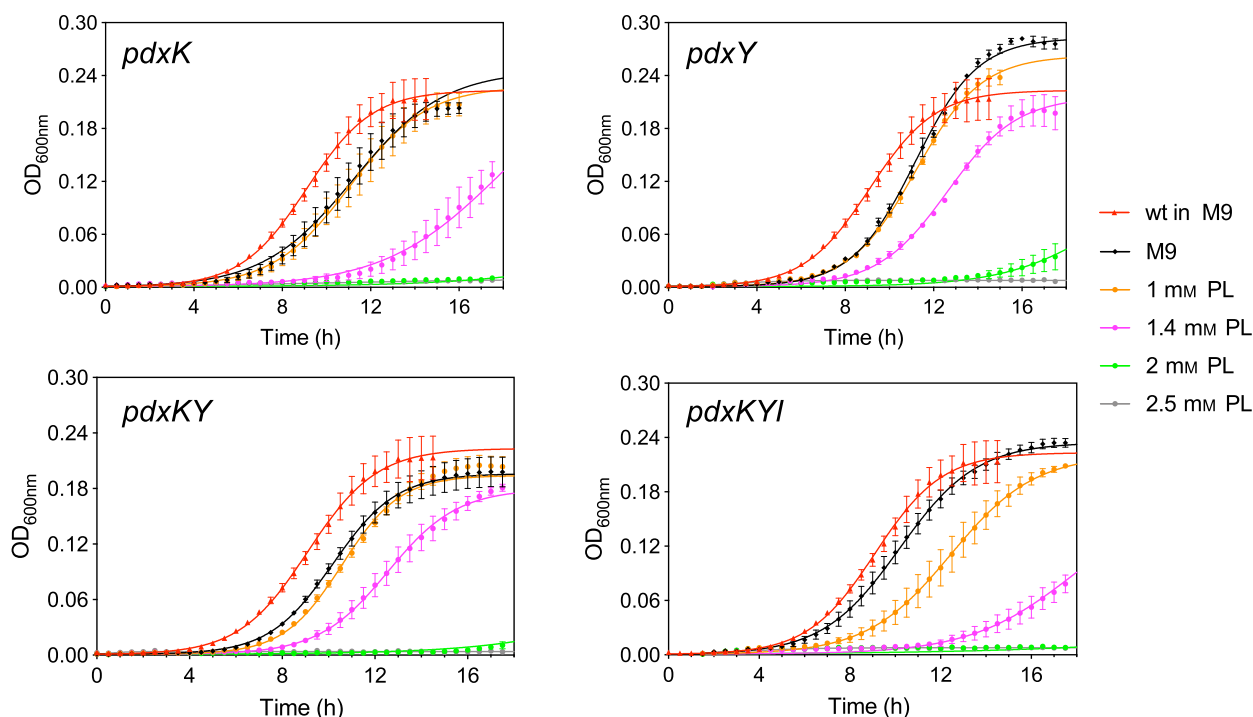 pdxK
0.30
0.24
0.18
0.12
0.06
0.00
OD600nm
0 4 8 12 16
Time (h)
pdxY
0.30
0.24
0.18
0.12
0.06
0.00
OD600nm
0 4 8 12 16
Time (h)
wt in M9
M9
1 mM PL
1.4 mM PL
2 mM PL
2.5 mM PL
pdxKY
0.30
0.24
0.18
0.12
0.06
0.00
OD600nm
0 4 8 12 16
Time (h)
pdxKYI
0.30
0.24
0.18
0.12
0.06
0.00
OD600nm
0 4 8 12 16
Time (h)